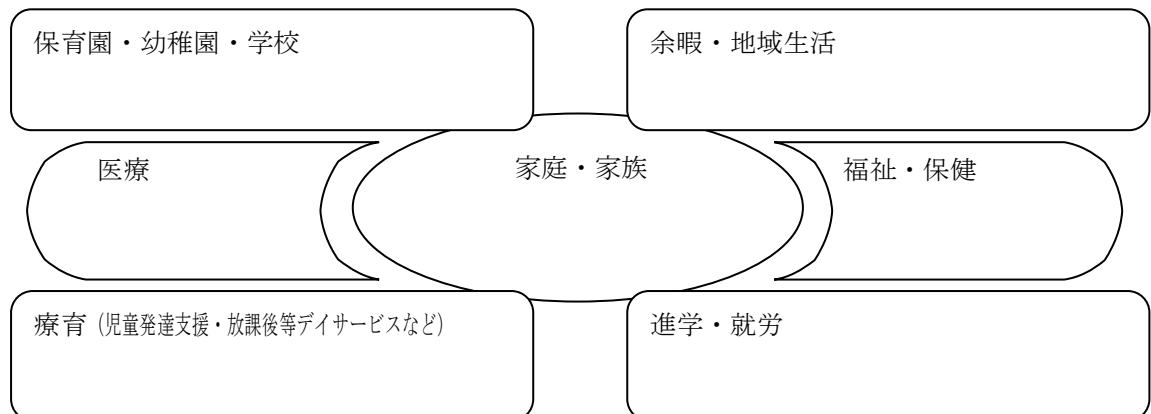 保育園・幼稚園・学校
余暇・地域生活
医療
家庭・家族
福祉・保健
療育（児童発達支援・放課後等デイサービスなど）
進学・就労